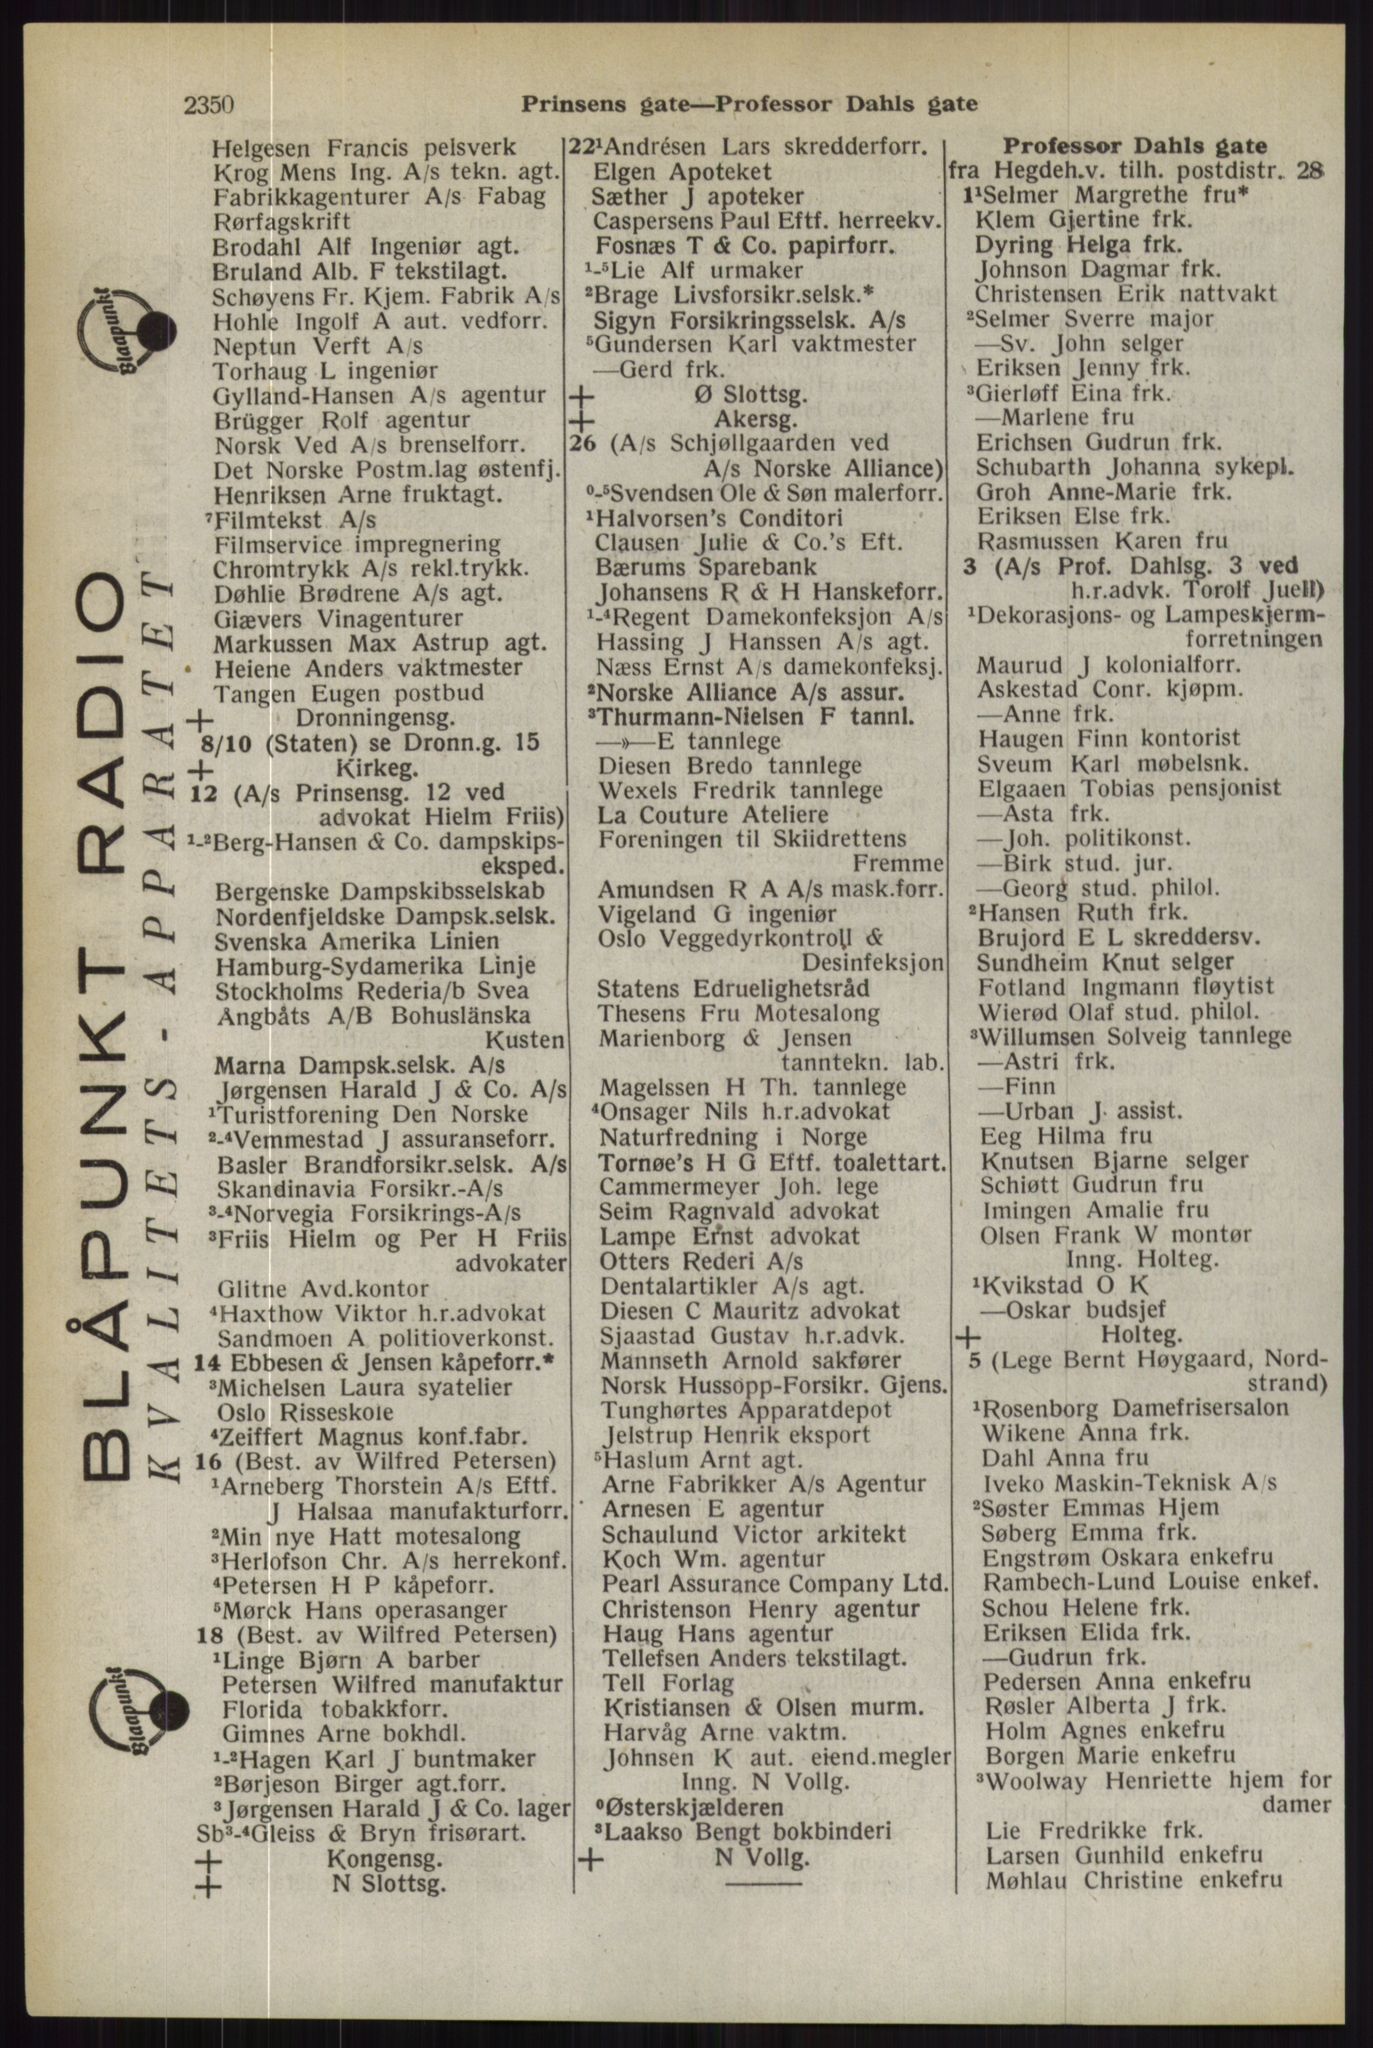 2350
Prinsens gate—Professor Dahls gate
Helgesen Francis pelsverk
Krog Mens Ing. A/s tekn. agt.
Fabrikkagenturer A/s Fabag
Rørfagskrift
Brodahl Alf Ingeniør agt.
Bruland Alb. F tekstilagt.
Schøyens Fr. Kjem. Fabrik A/s
Hohle Ingolf A aut. vedforr.
Neptun Verft A/s
Torhaug L ingeniør
Gylland-Hansen A/s agentur
Brügger Rolf agentur
Norsk Ved A/s brenselforr.
Det Norske Postm.lag østenfj.
Henriksen Arne fruktagt.
⁷Filmtekst A/s
Filmservice impregnering
Chromtrykk A/s rekl.trykk.
Døhlie Brødrene A/s agt.
Giævers Vinagenturer
Markussen Max Astrup agt.
Heiene Anders vaktmester
Tangen Eugen postbud
+ Dronningensg.
8/10 (Staten) se Dronn.g. 15
+ Kirkeg.
12 (A/s Prinsensg. 12 ved
advokat Hielm Friis)
¹-²Berg-Hansen & Co. dampskips-
eksped.
Bergenske Dampskibsselskab
Nordenfjeldske Dampsk.selsk.
Svenska Amerika Linien
Hamburg-Sydamerika Linje
Stockholms Rederia/b Svea
Ångbåts A/B Bohuslänska
Kusten
Marna Dampsk.selsk. A/s
Jørgensen Harald J & Co. A/s
¹Turistforening Den Norske
²-⁴Vemmestad J assuranseforr.
Basler Brandforsikr.selsk. A/s
Skandinavia Forsikr.-A/s
³-⁴Norvegia Forsikrings-A/s
³Friis Hielm og Per H Friis
advokater
Glitne Avd.kontor
⁴Haxthow Viktor h.r.advokat
Sandmoen A politioverkonst.
14 Ebbesen & Jensen kåpeforr.*
³Michelsen Laura syatelier
Oslo Risseskole
⁴Zeiffert Magnus konf.fabr.
16 (Best. av Wilfred Petersen)
¹Arneberg Thorstein A/s Eftf.
J Halsaa manufakturforr.
²Min nye Hatt motesalong
³Herlofson Chr. A/s herrekonf.
⁴Petersen H P kåpeforr.
⁵Mørck Hans operasanger
18 (Best. av Wilfred Petersen)
¹Linge Bjørn A barber
Petersen Wilfred manufaktur
Florida tobakkforr.
Gimnes Arne bokhdl.
¹-²Hagen Karl J buntmaker
²Børjeson Birger agt.forr.
³Jørgensen Harald J & Co. lager
Sb³-⁴Gleiss & Bryn frisørart.
+ Kongensg.
+ N Slottsg.
22¹Andrésen Lars skredderforr.
Elgen Apoteket
Sæther J apoteker
Caspersens Paul Eftf. herreekv.
Fosnæs T & Co. papirforr.
¹-⁵Lie Alf urmaker
²Brage Livsforsikr.selsk.*
Sigyn Forsikringsselsk. A/s
⁵Gundersen Karl vaktmester
—Gerd frk.
+ Ø Slottsg.
+ Akersg.
26 (A/s Schjøllgaarden ved
A/s Norske Alliance)
⁰-⁵Svendsen Ole & Søn malerforr.
¹Halvorsen's Conditori
Clausen Julie & Co.'s Eft.
Bærums Sparebank
Johansens R & H Hanskeforr.
¹-⁴Regent Damekonfeksjon A/s
Hassing J Hanssen A/s agt.
Næss Ernst A/s damekonfeksj.
²Norske Alliance A/s assur.
³Thurmann-Nielsen F tannl.
—»—E tannlege
Diesen Bredo tannlege
Wexels Fredrik tannlege
La Couture Ateliere
Foreningen til Skiidrettens
Fremme
Amundsen R A A/s mask.forr.
Vigeland G ingeniør
Oslo Veggedyrkontroll &
Desinfeksjon
Statens Edruelighetsråd
Thesens Fru Motesalong
Marienborg & Jensen
tanntekn. lab.
Magelssen H Th. tannlege
⁴Onsager Nils h.r.advokat
Naturfredning i Norge
Tornøe's H G Eftf. toalettart.
Cammermeyer Joh. lege
Seim Ragnvald advokat
Lampe Ernst advokat
Otters Rederi A/s
Dentalartikler A/s agt.
Diesen C Mauritz advokat
Sjaastad Gustav h.r.advk.
Mannseth Arnold sakfører
Norsk Hussopp-Forsikr. Gjens.
Tunghørtes Apparatdepot
Jelstrup Henrik eksport
⁵Haslum Arnt agt.
Arne Fabrikker A/s Agentur
Arnesen E agentur
Schaulund Victor arkitekt
Koch Wm. agentur
Pearl Assurance Company Ltd.
Christenson Henry agentur
Haug Hans agentur
Tellefsen Anders tekstilagt.
Tell Forlag
Kristiansen & Olsen murm.
Harvåg Arne vaktm.
Johnsen K aut. eiend.megler
Inng. N Vollg.
⁰Østerskjælderen
³Laakso Bengt bokbinderi
+ N Vollg.
Professor Dahls gate
fra Hegdeh.v. tilh. postdistr. 28
1¹Selmer Margrethe fru*
Klem Gjertine frk.
Dyring Helga frk.
Johnson Dagmar frk.
Christensen Erik nattvakt
²Selmer Sverre major
—Sv. John selger
Eriksen Jenny frk.
³Gierløff Eina frk.
—Marlene fru
Erichsen Gudrun frk.
Schubarth Johanna sykepl.
Groh Anne-Marie frk.
Eriksen Else frk.
Rasmussen Karen fru
3 (A/s Prof. Dahlsg. 3 ved
h.r.advk. Torolf Juell)
¹Dekorasjons- og Lampeskjerm-
forretningen
Maurud J kolonialforr.
Askestad Conr. kjøpm.
—Anne frk.
Haugen Finn kontorist
Sveum Karl møbelsnk.
Elgaaen Tobias pensjonist
—Asta frk.
—Joh. politikonst.
—Birk stud. jur.
—Georg stud. philol.
²Hansen Ruth frk.
Brujord E L skreddersv.
Sundheim Knut selger
Fotland Ingmann fløytist
Wierød Olaf stud. philol.
³Willumsen Solveig tannlege
—Astri frk.
—Finn
—Urban J assist.
Eeg Hilma fru
Knutsen Bjarne selger
Schiøtt Gudrun fru
Imingen Amalie fru
Olsen Frank W montør
Inng. Holteg.
¹Kvikstad O K
—Oskar budsjef
+ Holteg.
5 (Lege Bernt Høygaard, Nord-
strand)
¹Rosenborg Damefrisersalon
Wikene Anna frk.
Dahl Anna fru
Iveko Maskin-Teknisk A/s
²Søster Emmas Hjem
Søberg Emma frk.
Engstrøm Oskara enkefru
Rambech-Lund Louise enkef.
Schou Helene frk.
Eriksen Elida frk.
—Gudrun frk.
Pedersen Anna enkefru
Røsler Alberta J frk.
Holm Agnes enkefru
Borgen Marie enkefru
³Woolway Henriette hjem for
damer
Lie Fredrikke frk.
Larsen Gunhild enkefru
Møhlau Christine enkefru
Blaapunkt
BLÅPUNKT RADIO
KVALITETS-APPARATET
Blaapunkt